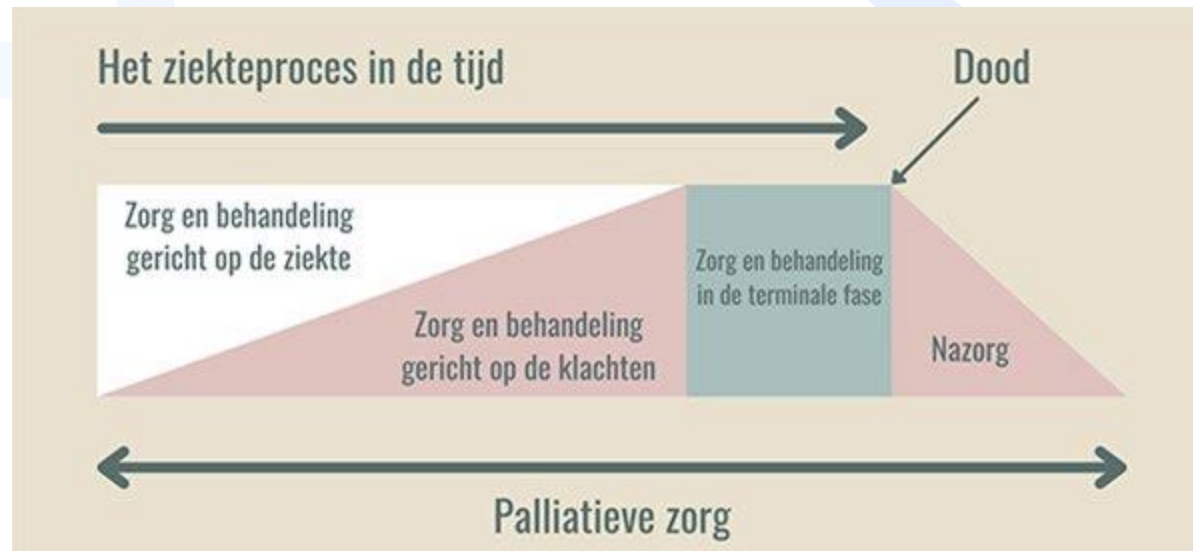 Het ziekteproces in de tijd
Dood
Zorg en behandeling
gericht op de ziekte
Zorg en behandeling
gericht op de klachten
Zorg en behandeling
in de terminale fase
Nazorg
Palliatieve zorg